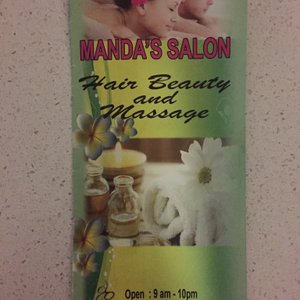 MANDA'S SALON
Hair Beauty
and
Massage
Open : 9 am - 10pm